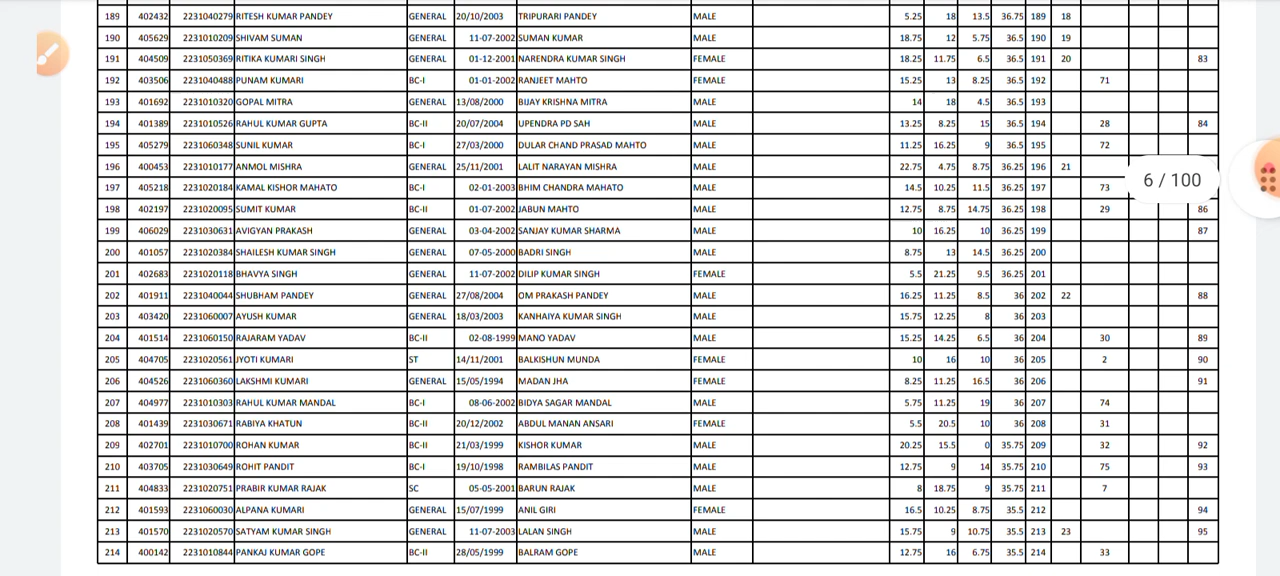 189 402432 2231040279 RITESH KUMAR PANDEY GENERAL 20/10/2003 TRIPURARI PANDEY MALE 5.25 18 13.5 36.75 189 18
190 405629 2231010209 SHIVAM SUMAN GENERAL 11-07-2002 SUMAN KUMAR MALE 18.75 12 5.75 36.5 190 19
191 404509 2231050369 RITIKA KUMARI SINGH GENERAL 01-12-2001 NARENDRA KUMAR SINGH FEMALE 18.25 11.75 6.5 36.5 191 20 83
192 403506 2231040488 PUNAM KUMARI BC-I 01-01-2002 RANJEET MAHTO FEMALE 15.25 13 8.25 36.5 192 71
193 401692 2231010320 GOPAL MITRA GENERAL 13/08/2000 BIJAY KRISHNA MITRA MALE 14 18 4.5 36.5 193
194 401389 2231010526 RAHUL KUMAR GUPTA BC-II 20/07/2004 UPENDRA PD SAH MALE 13.25 8.25 15 36.5 194 28 84
195 405279 2231060348 SUNIL KUMAR BC-I 27/03/2000 DULAR CHAND PRASAD MAHTO MALE 11.25 16.25 9 36.5 195 72
196 400453 2231010177 ANMOL MISHRA GENERAL 25/11/2001 LALIT NARAYAN MISHRA MALE 22.75 4.75 8.75 36.25 196 21
197 405218 2231020184 KAMAL KISHOR MAHATO BC-I 02-01-2003 BHIM CHANDRA MAHATO MALE 14.5 10.25 11.5 36.25 197 73
6 / 100
198 402197 2231020095 SUMIT KUMAR BC-II 01-07-2002 JABUN MAHTO MALE 12.75 8.75 14.75 36.25 198 29 86
199 406029 2231030631 AVIGYAN PRAKASH GENERAL 03-04-2002 SANJAY KUMAR SHARMA MALE 10 16.25 10 36.25 199 87
200 401057 2231020384 SHAILESH KUMAR SINGH GENERAL 07-05-2000 BADRI SINGH MALE 8.75 13 14.5 36.25 200
201 402683 2231020118 BHAVYA SINGH GENERAL 11-07-2002 DILIP KUMAR SINGH FEMALE 5.5 21.25 9.5 36.25 201
202 401911 2231040044 SHUBHAM PANDEY GENERAL 27/08/2004 OM PRAKASH PANDEY MALE 16.25 11.25 8.5 36 202 22 88
203 403420 2231060007 AYUSH KUMAR GENERAL 18/03/2003 KANHAIYA KUMAR SINGH MALE 15.75 12.25 8 36 203
204 401514 2231060150 RAJARAM YADAV BC-II 02-08-1999 MANO YADAV MALE 15.25 14.25 6.5 36 204 30 89
205 404705 2231020561 JYOTI KUMARI ST 14/11/2001 BALKISHUN MUNDA FEMALE 10 16 10 36 205 2 90
206 404526 2231060360 LAKSHMI KUMARI GENERAL 15/05/1994 MADAN JHA FEMALE 8.25 11.25 16.5 36 206 91
207 404977 2231010303 RAHUL KUMAR MANDAL BC-I 08-06-2002 BIDYA SAGAR MANDAL MALE 5.75 11.25 19 36 207 74
208 401439 2231030671 RABIYA KHATUN BC-II 20/12/2002 ABDUL MANAN ANSARI FEMALE 5.5 20.5 10 36 208 31
209 402701 2231010700 ROHAN KUMAR BC-II 21/03/1999 KISHOR KUMAR MALE 20.25 15.5 0 35.75 209 32 92
210 403705 2231030649 ROHIT PANDIT BC-I 19/10/1998 RAMBILAS PANDIT MALE 12.75 9 14 35.75 210 75 93
211 404833 2231020751 PRABIR KUMAR RAJAK SC 05-05-2001 BARUN RAJAK MALE 8 18.75 9 35.75 211 7
212 401593 2231060030 ALPANA KUMARI GENERAL 15/07/1999 ANIL GIRI FEMALE 16.5 10.25 8.75 35.5 212 94
213 401570 2231020570 SATYAM KUMAR SINGH GENERAL 11-07-2003 LALAN SINGH MALE 15.75 9 10.75 35.5 213 23 95
214 400142 2231010844 PANKAJ KUMAR GOPE BC-II 28/05/1999 BALRAM GOPE MALE 12.75 16 6.75 35.5 214 33